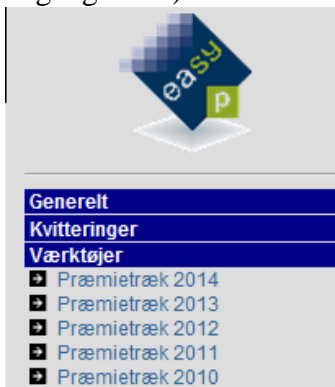 easy
p
Generelt
Kvitteringer
Værktøjer
Præmietræk 2014
Præmietræk 2013
Præmietræk 2012
Præmietræk 2011
Præmietræk 2010